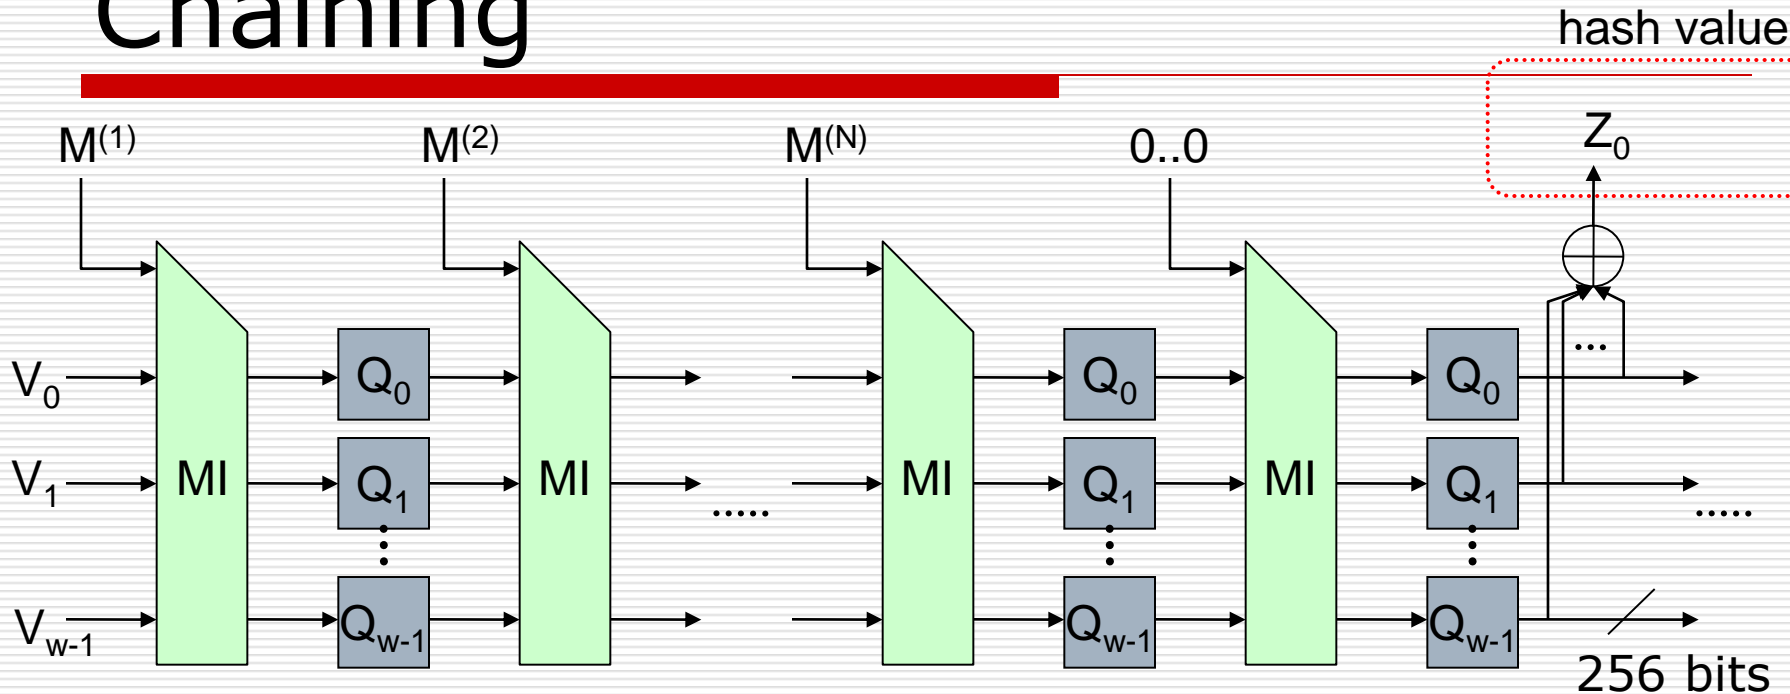 Chaining
hash value
M(1) M(2) M(N) 0..0 Z0
...
V0 Q0 Q0 Q0
V1 MI Q1 MI ..... MI Q1 MI Q1 .....
Vw-1 Qw-1 Qw-1 Qw-1
256 bits